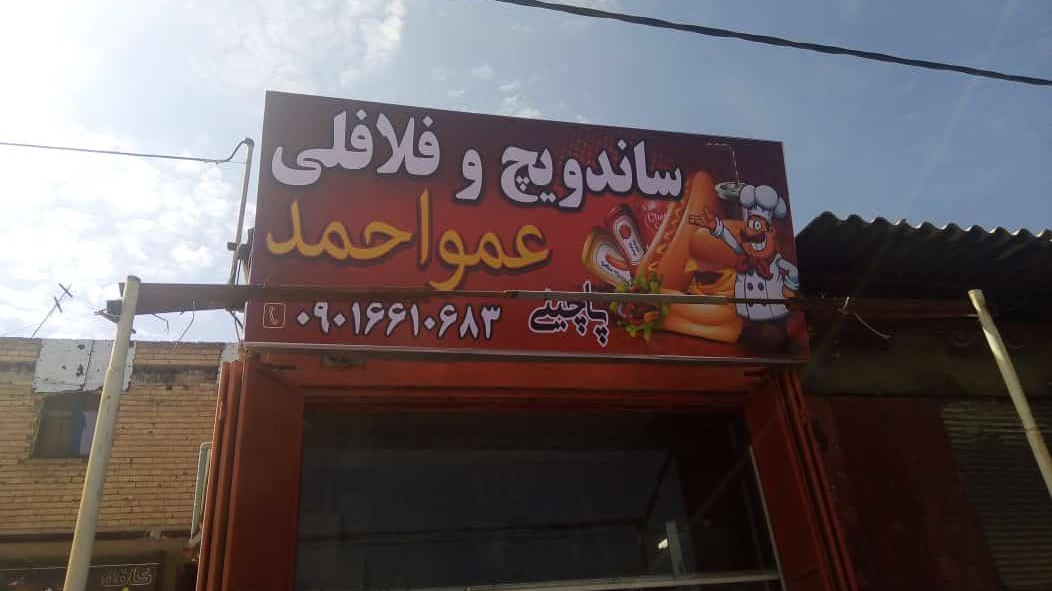 ساندویچ و فلافلی
عمو احمد
پاچینی
۰۹۰۱۶۶۱۰۶۸۳